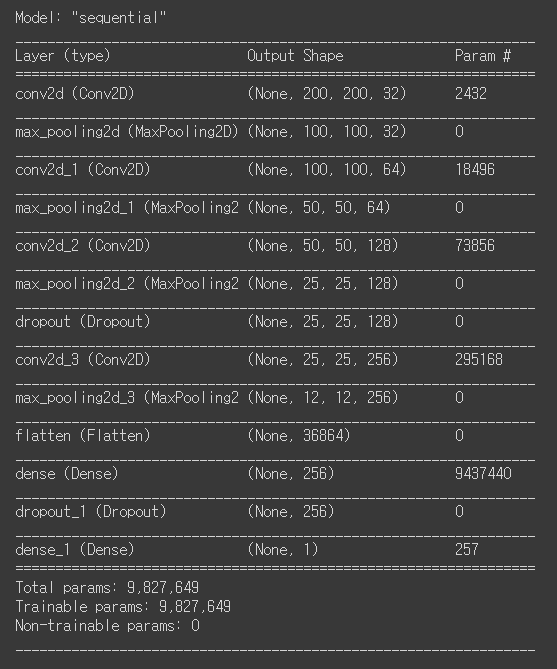 Model: "sequential"
_________________________________________________________________
Layer (type)                 Output Shape              Param #
=================================================================
conv2d (Conv2D)              (None, 200, 200, 32)      2432
_________________________________________________________________
max_pooling2d (MaxPooling2D) (None, 100, 100, 32)      0
_________________________________________________________________
conv2d_1 (Conv2D)            (None, 100, 100, 64)      18496
_________________________________________________________________
max_pooling2d_1 (MaxPooling2 (None, 50, 50, 64)        0
_________________________________________________________________
conv2d_2 (Conv2D)            (None, 50, 50, 128)       73856
_________________________________________________________________
max_pooling2d_2 (MaxPooling2 (None, 25, 25, 128)       0
_________________________________________________________________
dropout (Dropout)            (None, 25, 25, 128)       0
_________________________________________________________________
conv2d_3 (Conv2D)            (None, 25, 25, 256)       295168
_________________________________________________________________
max_pooling2d_3 (MaxPooling2 (None, 12, 12, 256)       0
_________________________________________________________________
flatten (Flatten)            (None, 36864)             0
_________________________________________________________________
dense (Dense)                (None, 256)               9437440
_________________________________________________________________
dropout_1 (Dropout)          (None, 256)               0
_________________________________________________________________
dense_1 (Dense)              (None, 1)                 257
=================================================================
Total params: 9,827,649
Trainable params: 9,827,649
Non-trainable params: 0
_________________________________________________________________